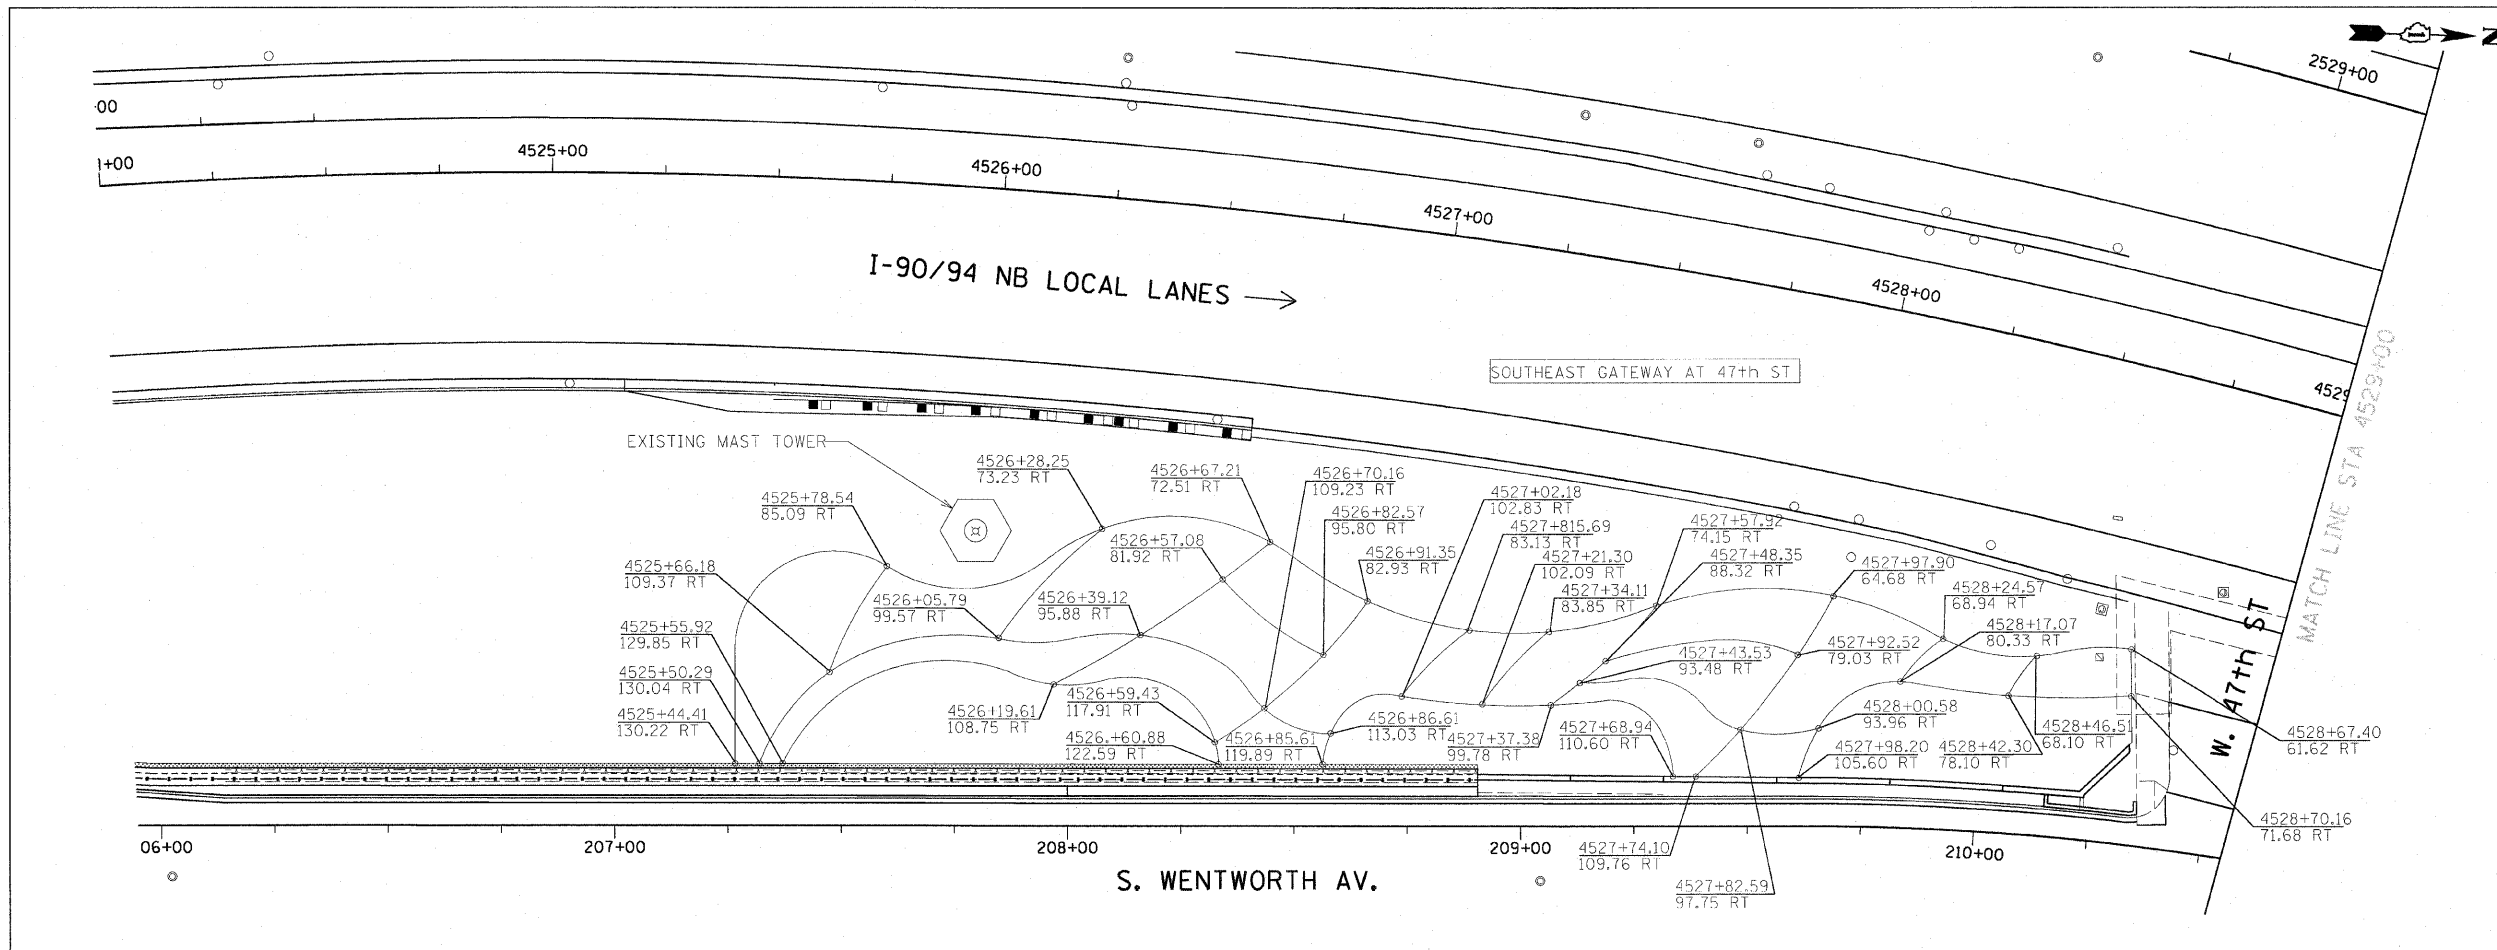 N
2529+00
·00
1+00
4525+00
4526+00
4527+00
4528+00
4529
I-90/94 NB LOCAL LANES
SOUTHEAST GATEWAY AT 47th ST
MATCH LINE STA 4529+00
W. 47th ST
EXISTING MAST TOWER
4525+78.54
85.09 RT
4526+28.25
73.23 RT
4526+67.21
72.51 RT
4526+70.16
109.23 RT
4527+02.18
102.83 RT
4526+82.57
95.80 RT
4527+815.69
83.13 RT
4527+57.92
74.15 RT
4526+57.08
81.92 RT
4526+91.35
82.93 RT
4527+21.30
102.09 RT
4527+48.35
88.32 RT
4527+97.90
64.68 RT
4525+66.18
109.37 RT
4526+05.79
99.57 RT
4526+39.12
95.88 RT
4527+34.11
83.85 RT
4528+24.57
68.94 RT
4528+17.07
80.33 RT
4525+55.92
129.85 RT
4527+43.53
93.48 RT
4527+92.52
79.03 RT
4525+50.29
130.04 RT
4525+44.41
130.22 RT
4526+19.61
108.75 RT
4526+59.43
117.91 RT
4526.+60.88
122.59 RT
4526+85.61
119.89 RT
4526+86.61
113.03 RT
4527+37.38
99.78 RT
4527+68.94
110.60 RT
4528+00.58
93.96 RT
4527+98.20
105.60 RT
4528+42.30
78.10 RT
4528+46.51
68.10 RT
4528+67.40
61.62 RT
4528+70.16
71.68 RT
4527+74.10
109.76 RT
4527+82.59
97.75 RT
06+00
207+00
208+00
209+00
210+00
S. WENTWORTH AV.